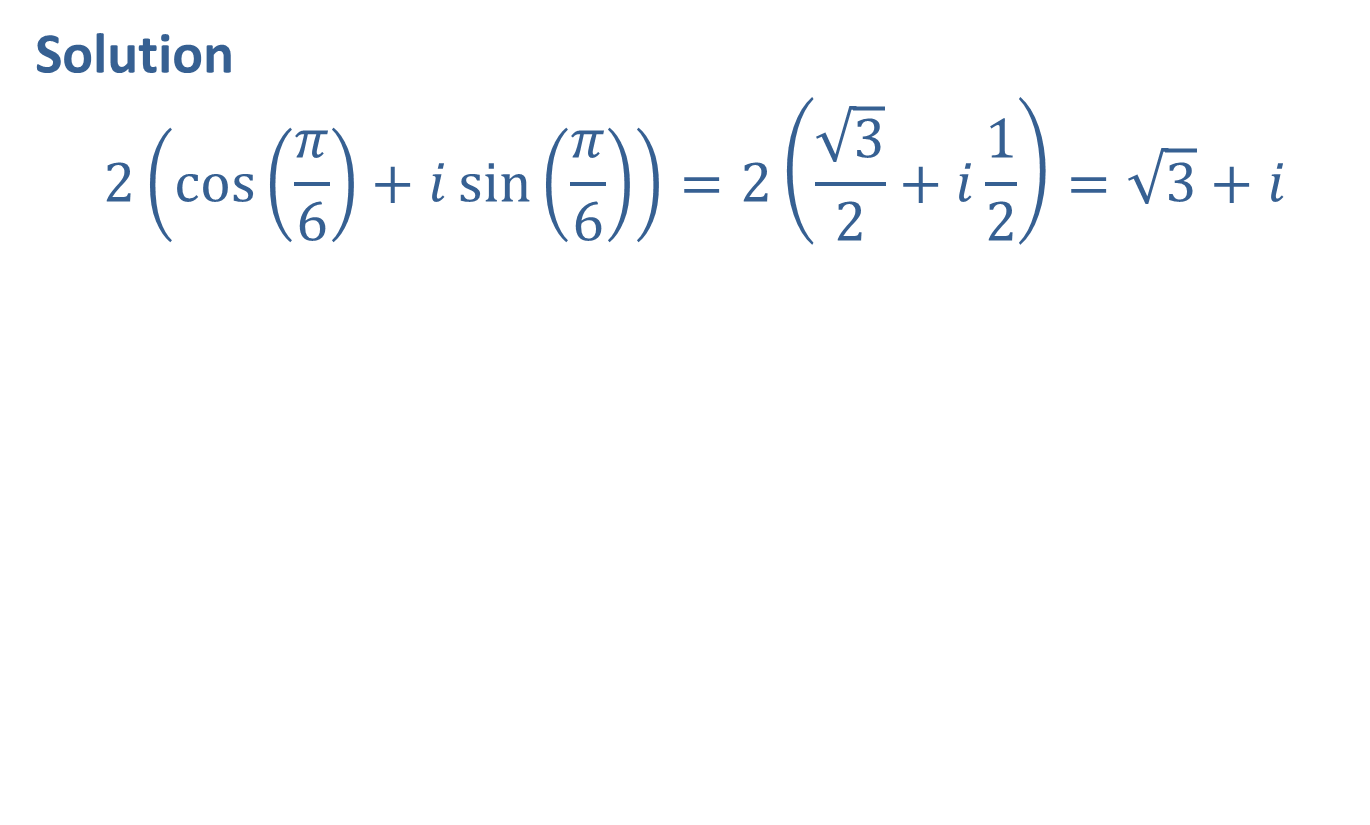 Solution
2(cos(π/6) + i sin(π/6)) = 2(√3/2 + i 1/2) = √3 + i